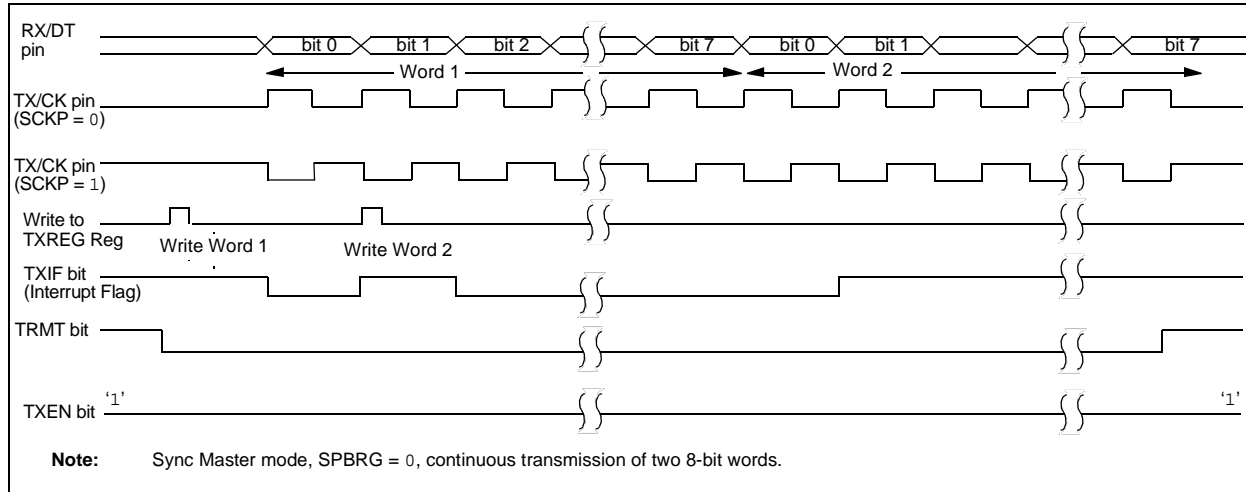 RX/DT
pin
bit 0 bit 1 bit 2 bit 7 bit 0 bit 1 bit 7
Word 1 Word 2
TX/CK pin
(SCKP = 0)
TX/CK pin
(SCKP = 1)
Write to
TXREG Reg
Write Word 1 Write Word 2
TXIF bit
(Interrupt Flag)
TRMT bit
TXEN bit ‘1’ ‘1’
Note: Sync Master mode, SPBRG = 0, continuous transmission of two 8-bit words.